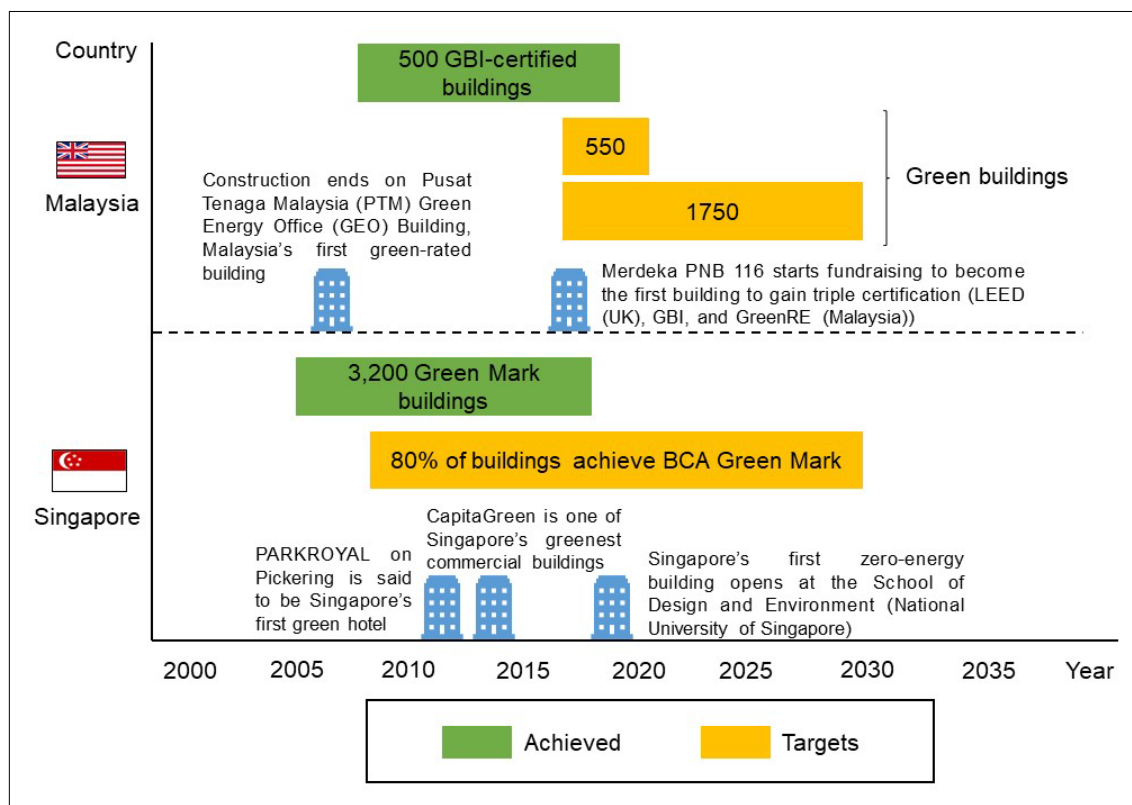 Country
500 GBI-certified
buildings
550
1750
Green buildings
Malaysia
Construction ends on Pusat
Tenaga Malaysia (PTM) Green
Energy Office (GEO) Building,
Malaysia's first green-rated
building
Merdeka PNB 116 starts fundraising to become
the first building to gain triple certification (LEED
(UK), GBI, and GreenRE (Malaysia))
3,200 Green Mark
buildings
80% of buildings achieve BCA Green Mark
Singapore
PARKROYAL on
Pickering is said
to be Singapore's
first green hotel
CapitaGreen is one of
Singapore's greenest
commercial buildings
Singapore's first zero-energy
building opens at the School of
Design and Environment (National
University of Singapore)
2000 2005 2010 2015 2020 2025 2030 2035 Year
Achieved Targets